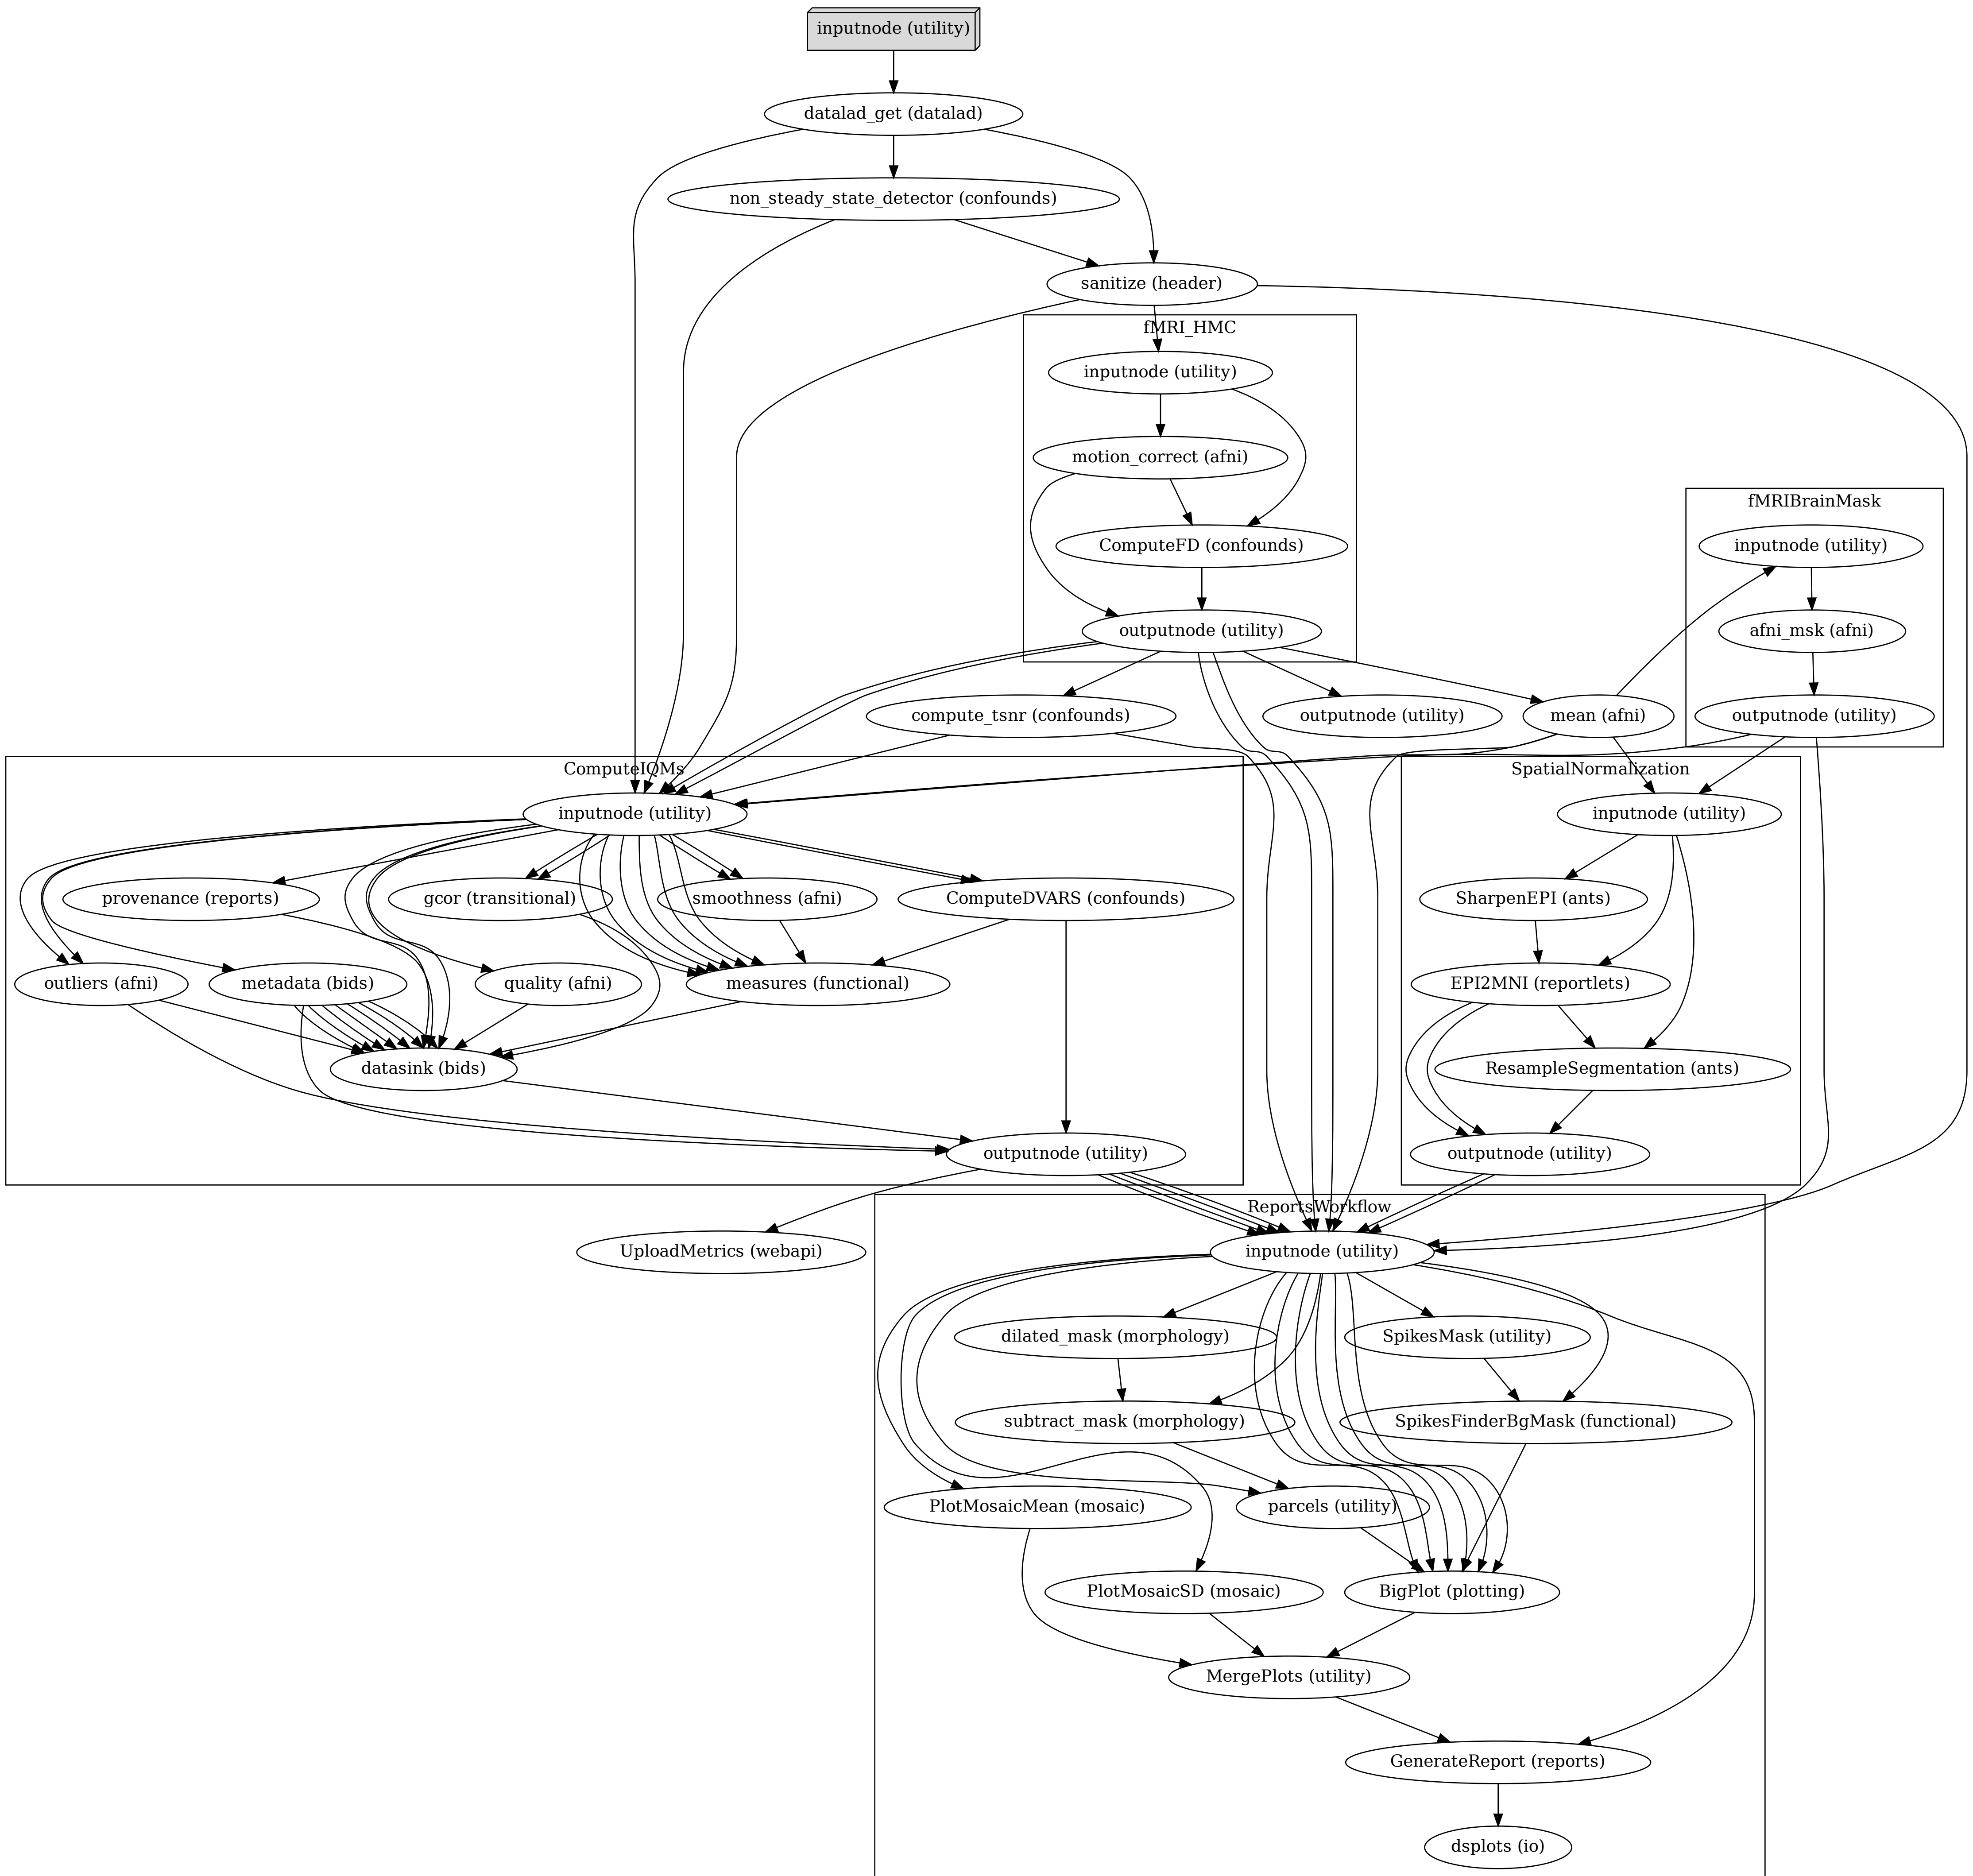 inputnode (utility)
datalad_get (datalad)
non_steady_state_detector (confounds)
sanitize (header)
fMRI_HMC
inputnode (utility)
motion_correct (afni)
ComputeFD (confounds)
outputnode (utility)
fMRIBrainMask
inputnode (utility)
afni_msk (afni)
outputnode (utility)
compute_tsnr (confounds)
outputnode (utility)
mean (afni)
ComputeIQMs
inputnode (utility)
provenance (reports)
gcor (transitional)
smoothness (afni)
ComputeDVARS (confounds)
outliers (afni)
metadata (bids)
quality (afni)
measures (functional)
datasink (bids)
outputnode (utility)
SpatialNormalization
inputnode (utility)
SharpenEPI (ants)
EPI2MNI (reportlets)
ResampleSegmentation (ants)
outputnode (utility)
UploadMetrics (webapi)
ReportsWorkflow
inputnode (utility)
dilated_mask (morphology)
SpikesMask (utility)
subtract_mask (morphology)
SpikesFinderBgMask (functional)
PlotMosaicMean (mosaic)
parcels (utility)
PlotMosaicSD (mosaic)
BigPlot (plotting)
MergePlots (utility)
GenerateReport (reports)
dsplots (io)